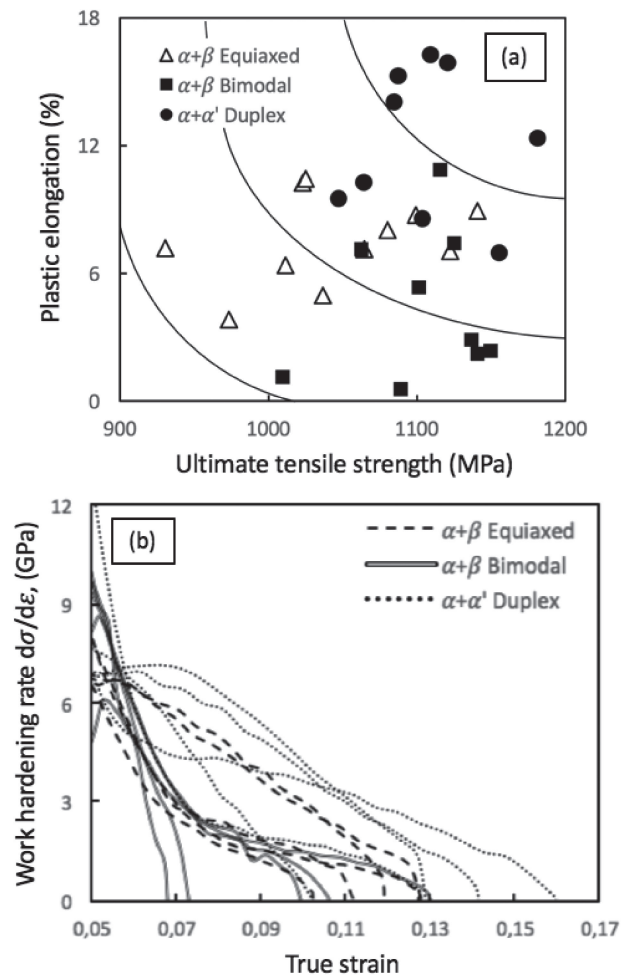 18
(a)
α+β Equiaxed
α+β Bimodal
α+α' Duplex
12
6
0
Plastic elongation (%)
900 1000 1100 1200
Ultimate tensile strength (MPa)
12
(b)
α+β Equiaxed
α+β Bimodal
α+α' Duplex
9
6
3
0
Work hardening rate dσ/dε, (GPa)
0,05 0,07 0,09 0,11 0,13 0,15 0,17
True strain